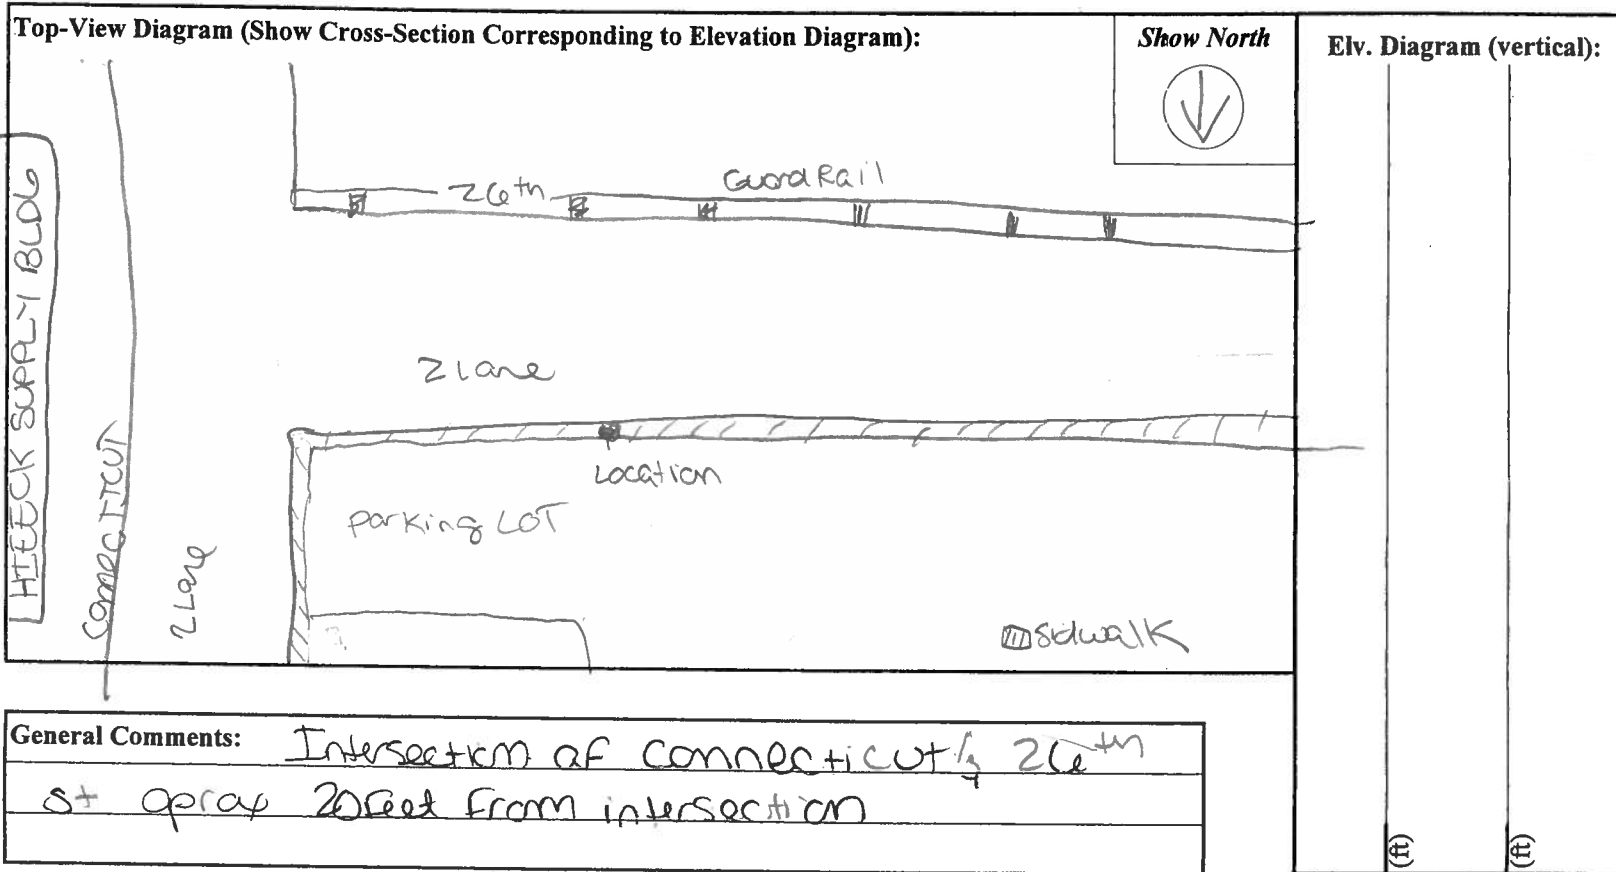 Top-View Diagram (Show Cross-Section Corresponding to Elevation Diagram):
Show North
Elv. Diagram (vertical):
26th
Guard Rail
2 Lane
Location
parking LOT
sidwalk
SUPPLY BLDG
CONNECTICUT
2 Lane
General Comments: Intersection of Connecticut & 26th
St aprax 20 feet From intersection
(ft)
(ft)